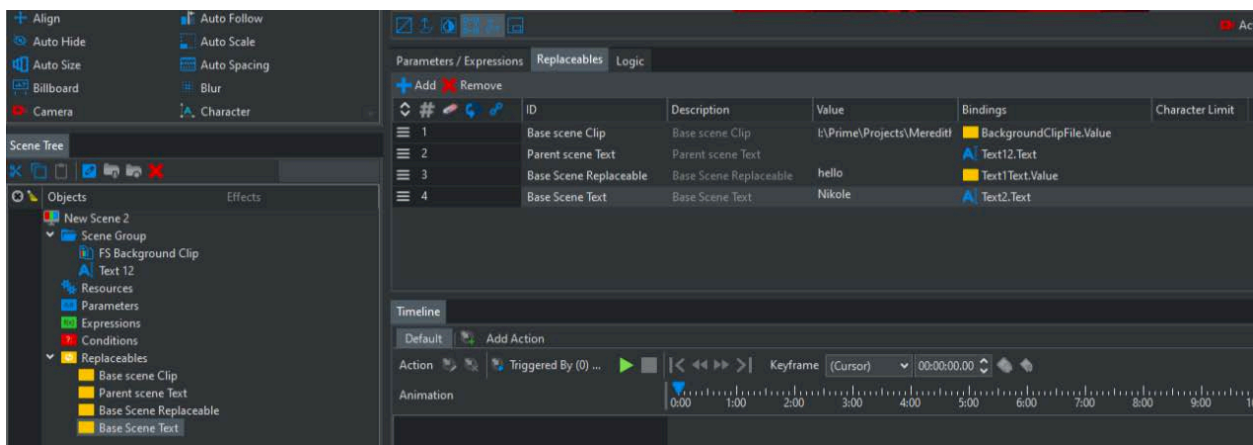 Align Auto Follow
Auto Hide Auto Scale
Auto Size Auto Spacing
Billboard Blur
Camera Character
Scene Tree
Objects Effects
New Scene 2
Scene Group
FS Background Clip
Text 12
Resources
Parameters
Expressions
Conditions
Replaceables
Base scene Clip
Parent scene Text
Base Scene Replaceable
Base Scene Text
Ac
Parameters / Expressions Replaceables Logic
Add Remove
# ID Description Value Bindings Character Limit
1 Base scene Clip Base scene Clip I:\Prime\Projects\Meredith BackgroundClipFile.Value
2 Parent scene Text Parent scene Text Text12.Text
3 Base Scene Replaceable Base Scene Replaceable hello Text1Text.Value
4 Base Scene Text Base Scene Text Nikole Text2.Text
Timeline
Default Add Action
Action Triggered By (0) ... Keyframe (Cursor) 00:00:00.00
Animation 0:00 1:00 2:00 3:00 4:00 5:00 6:00 7:00 8:00 9:00 1